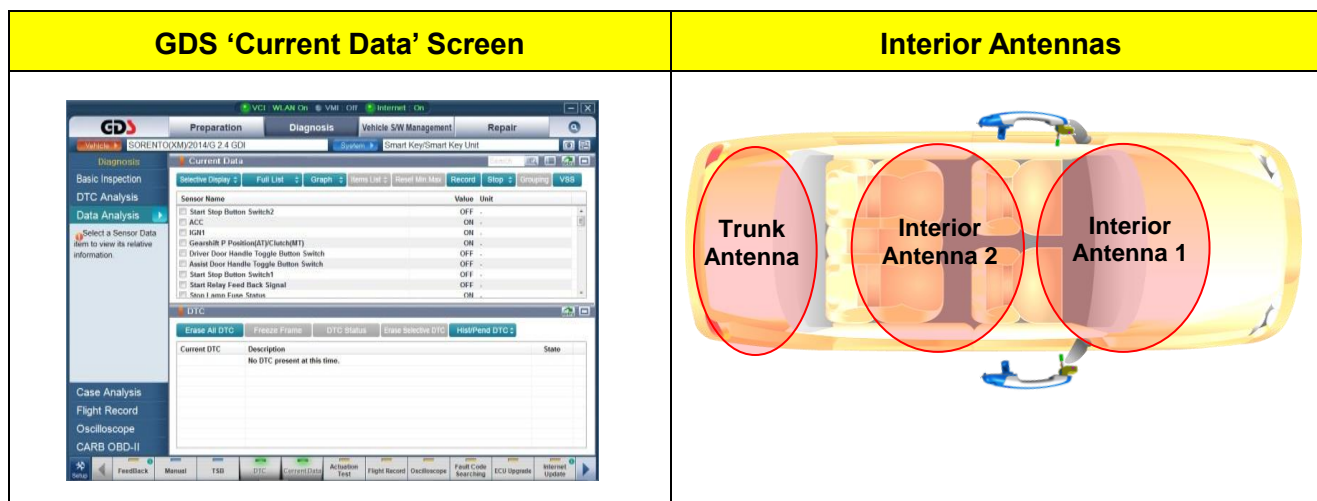 GDS ‘Current Data’ Screen
Interior Antennas
VCI : WLAN On VMI : Off Internet : On
GDS
Preparation Diagnosis Vehicle S/W Management Repair
Vehicle SORENTO(XM)/2014/G 2.4 GDI System Smart Key/Smart Key Unit
Diagnosis
Basic Inspection
DTC Analysis
Data Analysis
Select a Sensor Data
item to view its relative
information.
Case Analysis
Flight Record
Oscilloscope
CARB OBD-II
Current Data
Search
Selective Display Full List Graph Items List Reset Min.Max. Record Stop Grouping VSS
Sensor Name Value Unit
Start Stop Button Switch2 OFF -
ACC ON -
IGN1 ON -
Gearshift P Position(AT)/Clutch(MT) ON -
Driver Door Handle Toggle Button Switch OFF -
Assist Door Handle Toggle Button Switch OFF -
Start Stop Button Switch1 OFF -
Start Relay Feed Back Signal OFF -
Stop Lamp Fuse Status ON -
DTC
Erase All DTC Freeze Frame DTC Status Erase Selective DTC Hist/Pend DTC
Current DTC Description State
No DTC present at this time.
Setup FeedBack Manual TSB DTC Current Data Actuation Test Flight Record Oscilloscope Fault Code Searching ECU Upgrade Internet Update
Trunk
Antenna
Interior
Antenna 2
Interior
Antenna 1